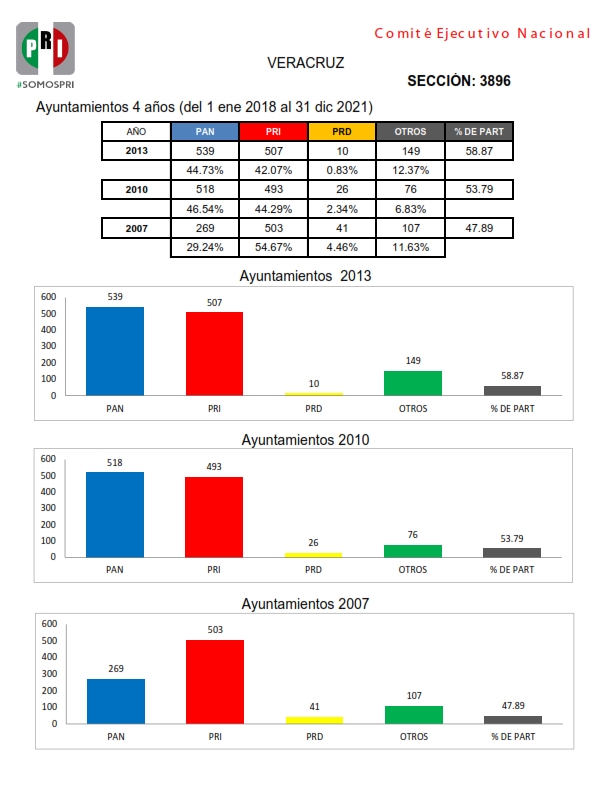 Comité Ejecutivo Nacional
PRI
#SOMOSPRI
VERACRUZ
SECCIÓN: 3896
Ayuntamientos 4 años (del 1 ene 2018 al 31 dic 2021)
AÑO PAN PRI PRD OTROS % DE PART
2013 539 507 10 149 58.87
44.73% 42.07% 0.83% 12.37%
2010 518 493 26 76 53.79
46.54% 44.29% 2.34% 6.83%
2007 269 503 41 107 47.89
29.24% 54.67% 4.46% 11.63%
Ayuntamientos 2013
600
500
400
300
200
100
0
539 507 10 149 58.87
PAN PRI PRD OTROS % DE PART
Ayuntamientos 2010
600
500
400
300
200
100
0
518 493 26 76 53.79
PAN PRI PRD OTROS % DE PART
Ayuntamientos 2007
600
500
400
300
200
100
0
269 503 41 107 47.89
PAN PRI PRD OTROS % DE PART